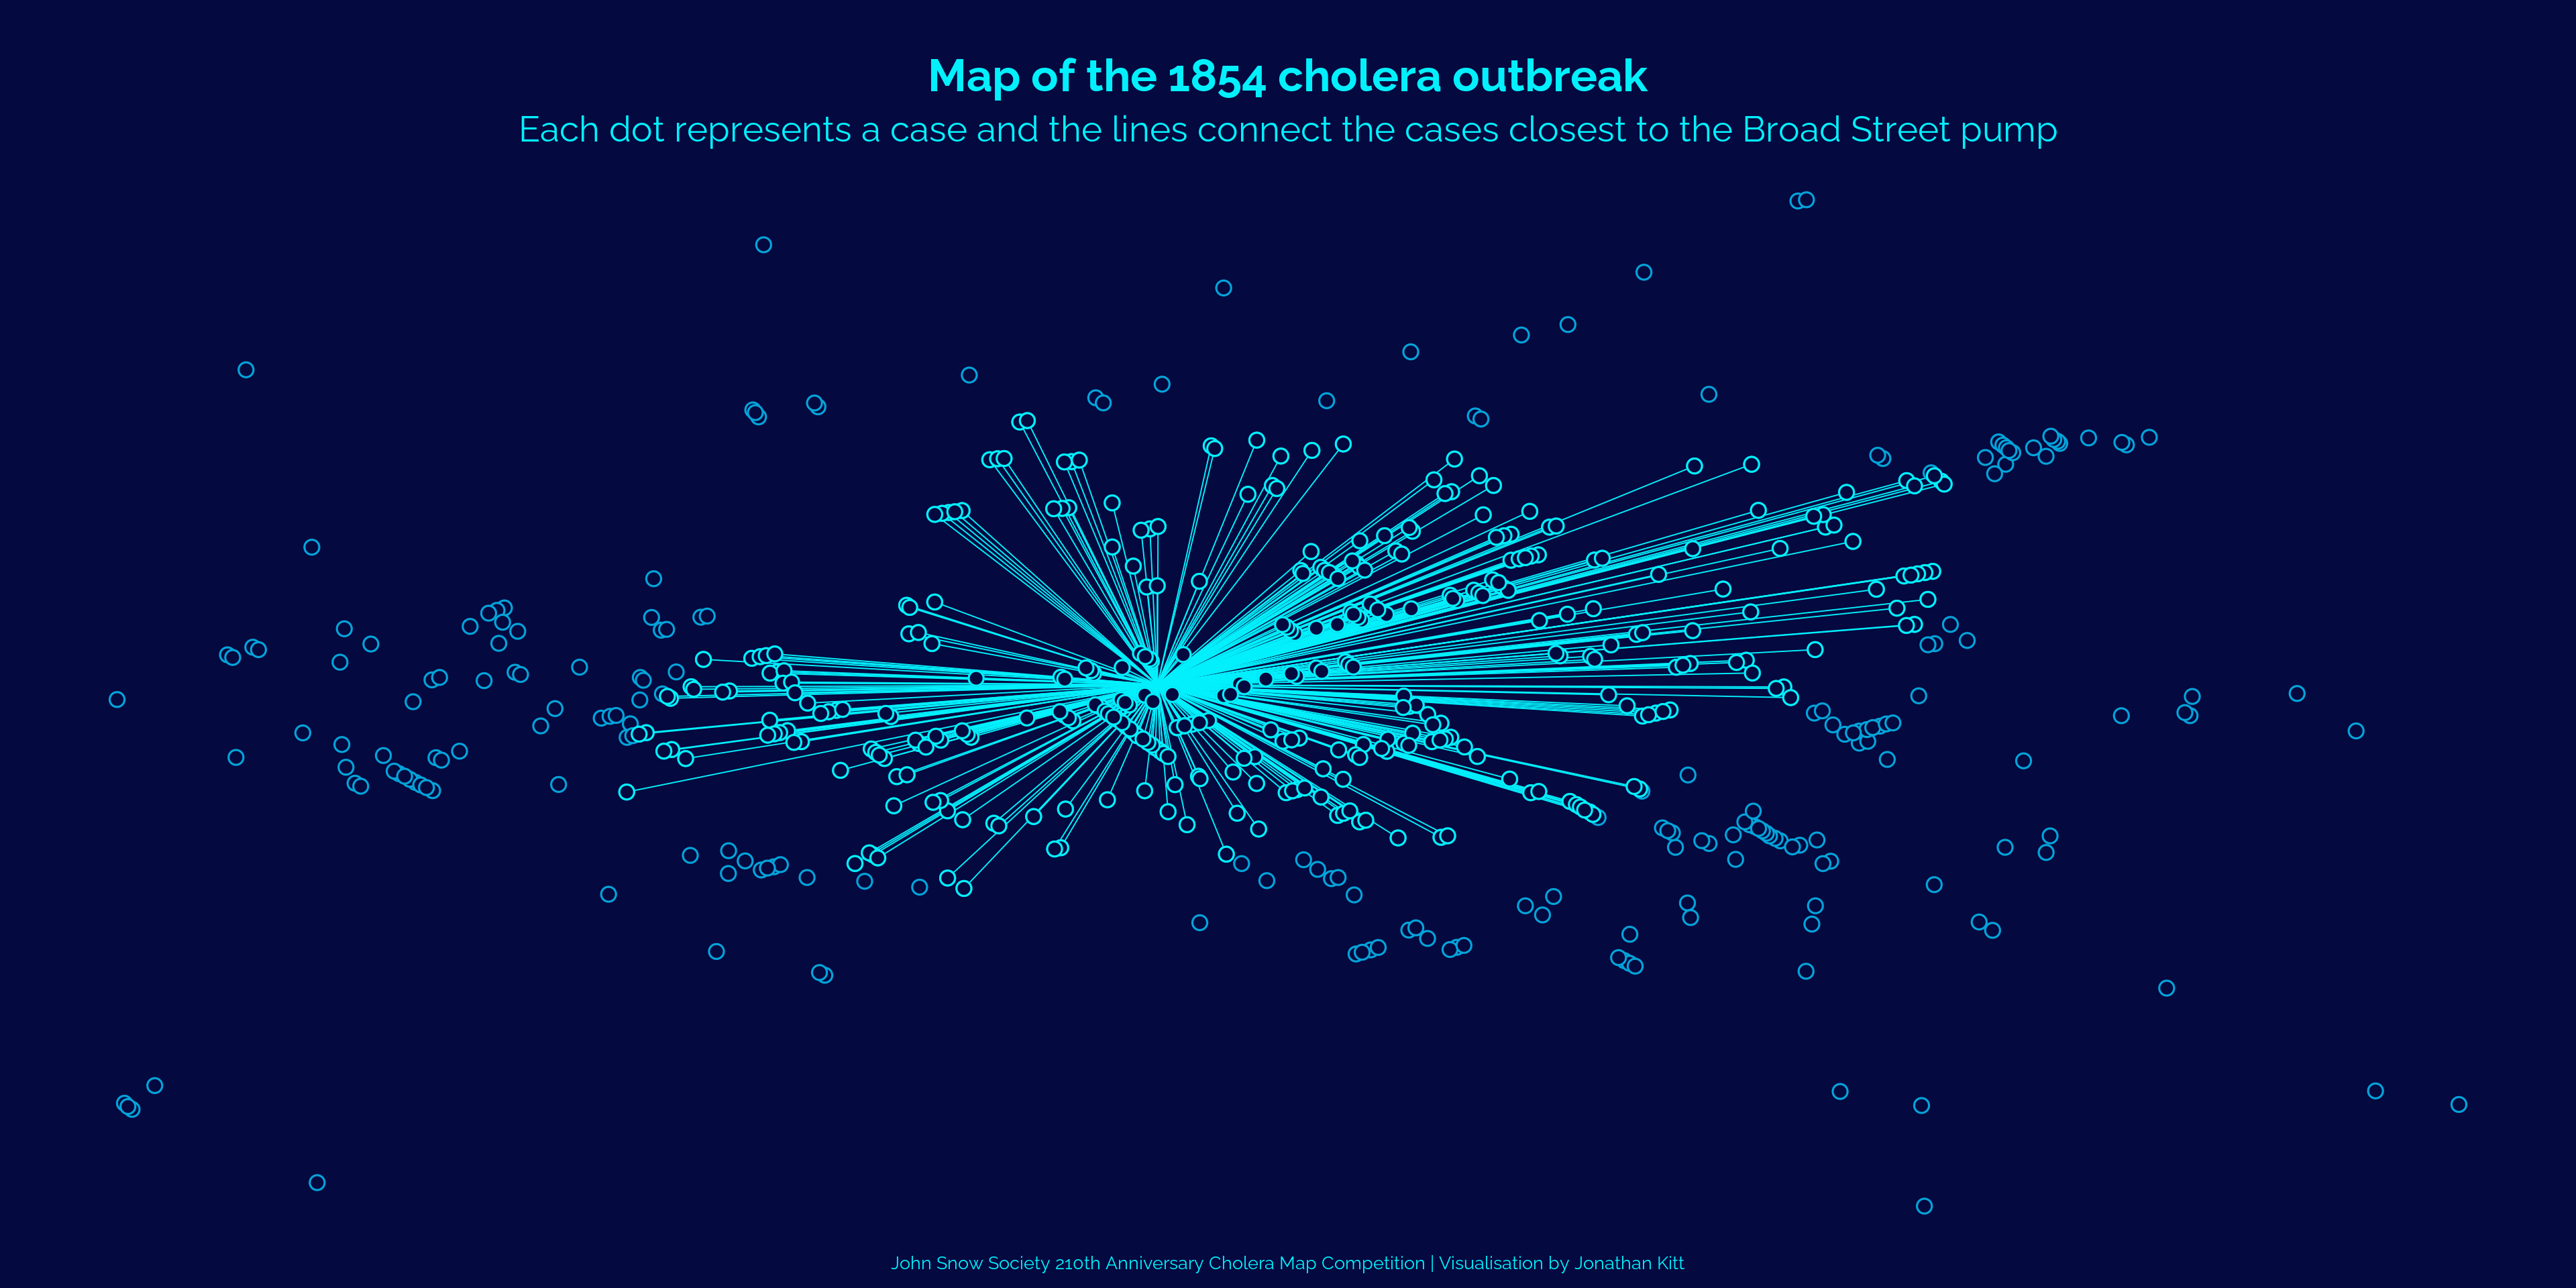 Map of the 1854 cholera outbreak
Each dot represents a case and the lines connect the cases closest to the Broad Street pump
John Snow Society 210th Anniversary Cholera Map Competition | Visualisation by Jonathan Kitt